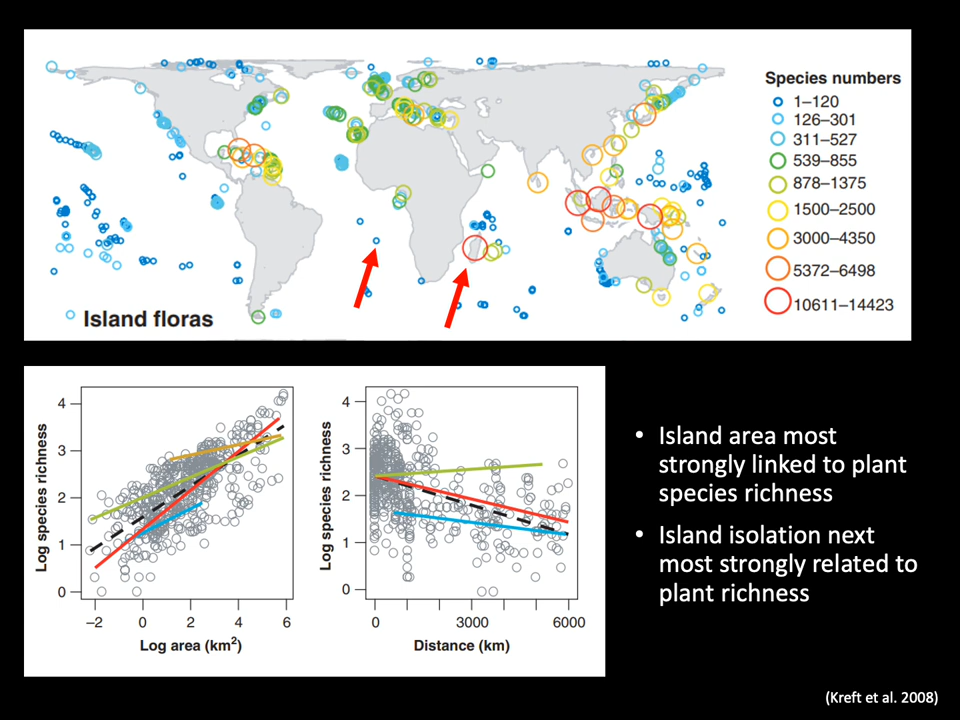 Species numbers
1–120
126–301
311–527
539–855
878–1375
1500–2500
3000–4350
5372–6498
10611–14423
Island floras
Log species richness
4
3
2
1
0
−2 0 2 4 6
Log area (km²)
Log species richness
4
3
2
1
0
0 3000 6000
Distance (km)
• Island area most
strongly linked to plant
species richness
• Island isolation next
most strongly related to
plant richness
(Kreft et al. 2008)